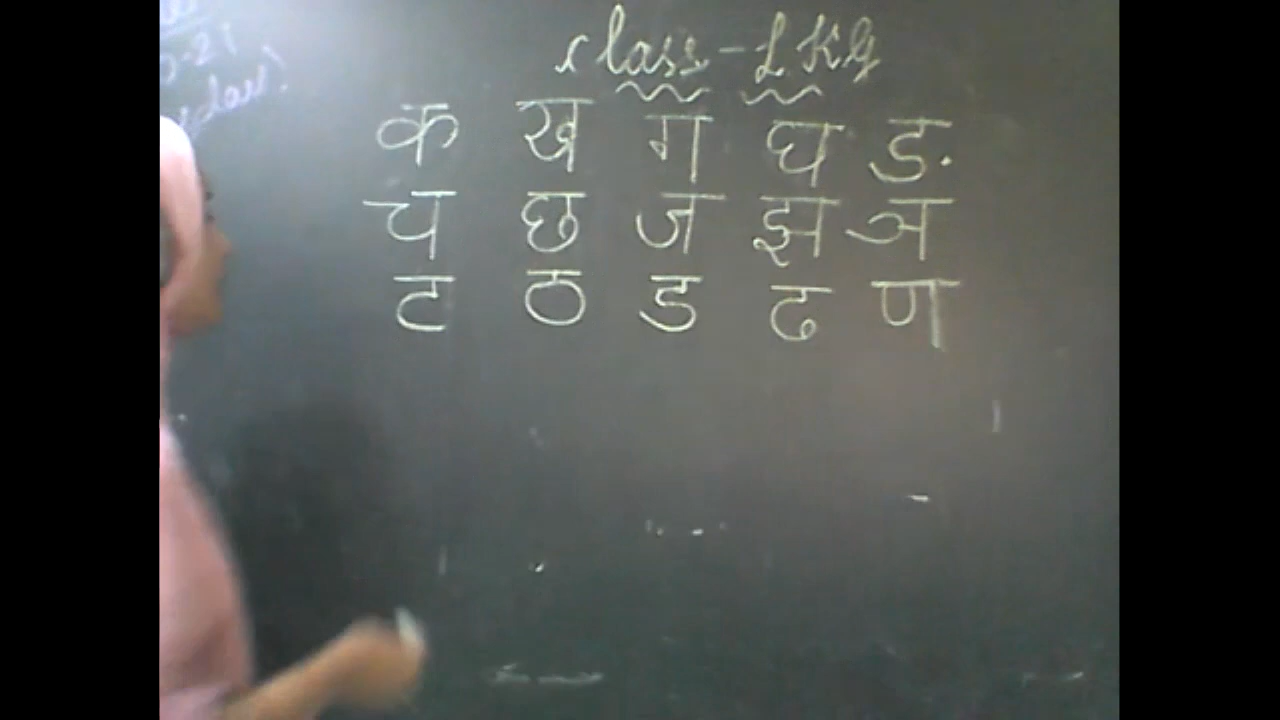 Class - LKG
क ख ग घ ङ
च छ ज झ ञ
ट ठ ड ढ ण